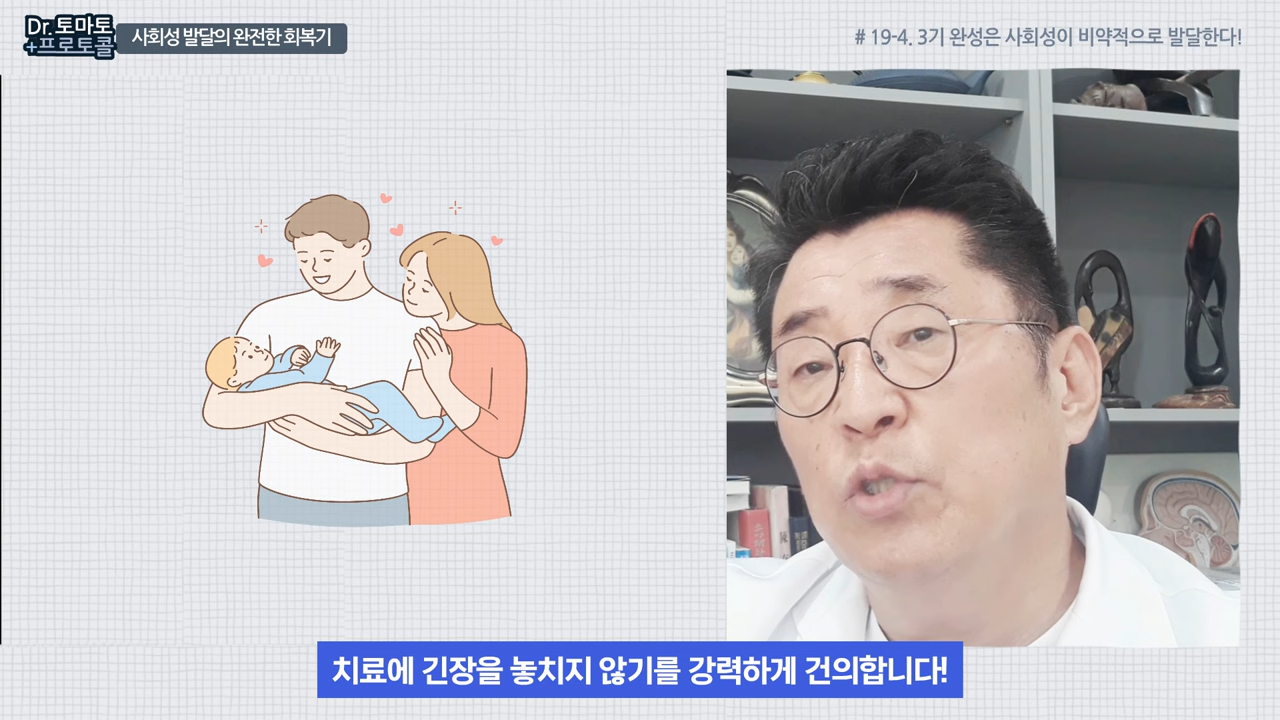 Dr. 토마토
+프로토콜
사회성 발달의 완전한 회복기
# 19-4. 3기 완성은 사회성이 비약적으로 발달한다!
치료에 긴장을 놓치지 않기를 강력하게 건의합니다!